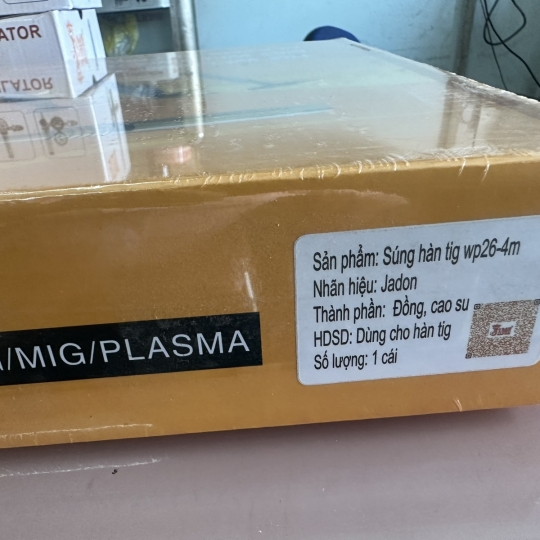 ATOR
LATOR
Sản phẩm: Súng hàn tig wp26-4m
Nhãn hiệu: Jadon
Thành phần: Đồng, cao su
HDSD: Dùng cho hàn tig
Số lượng: 1 cái
/MIG/PLASMA